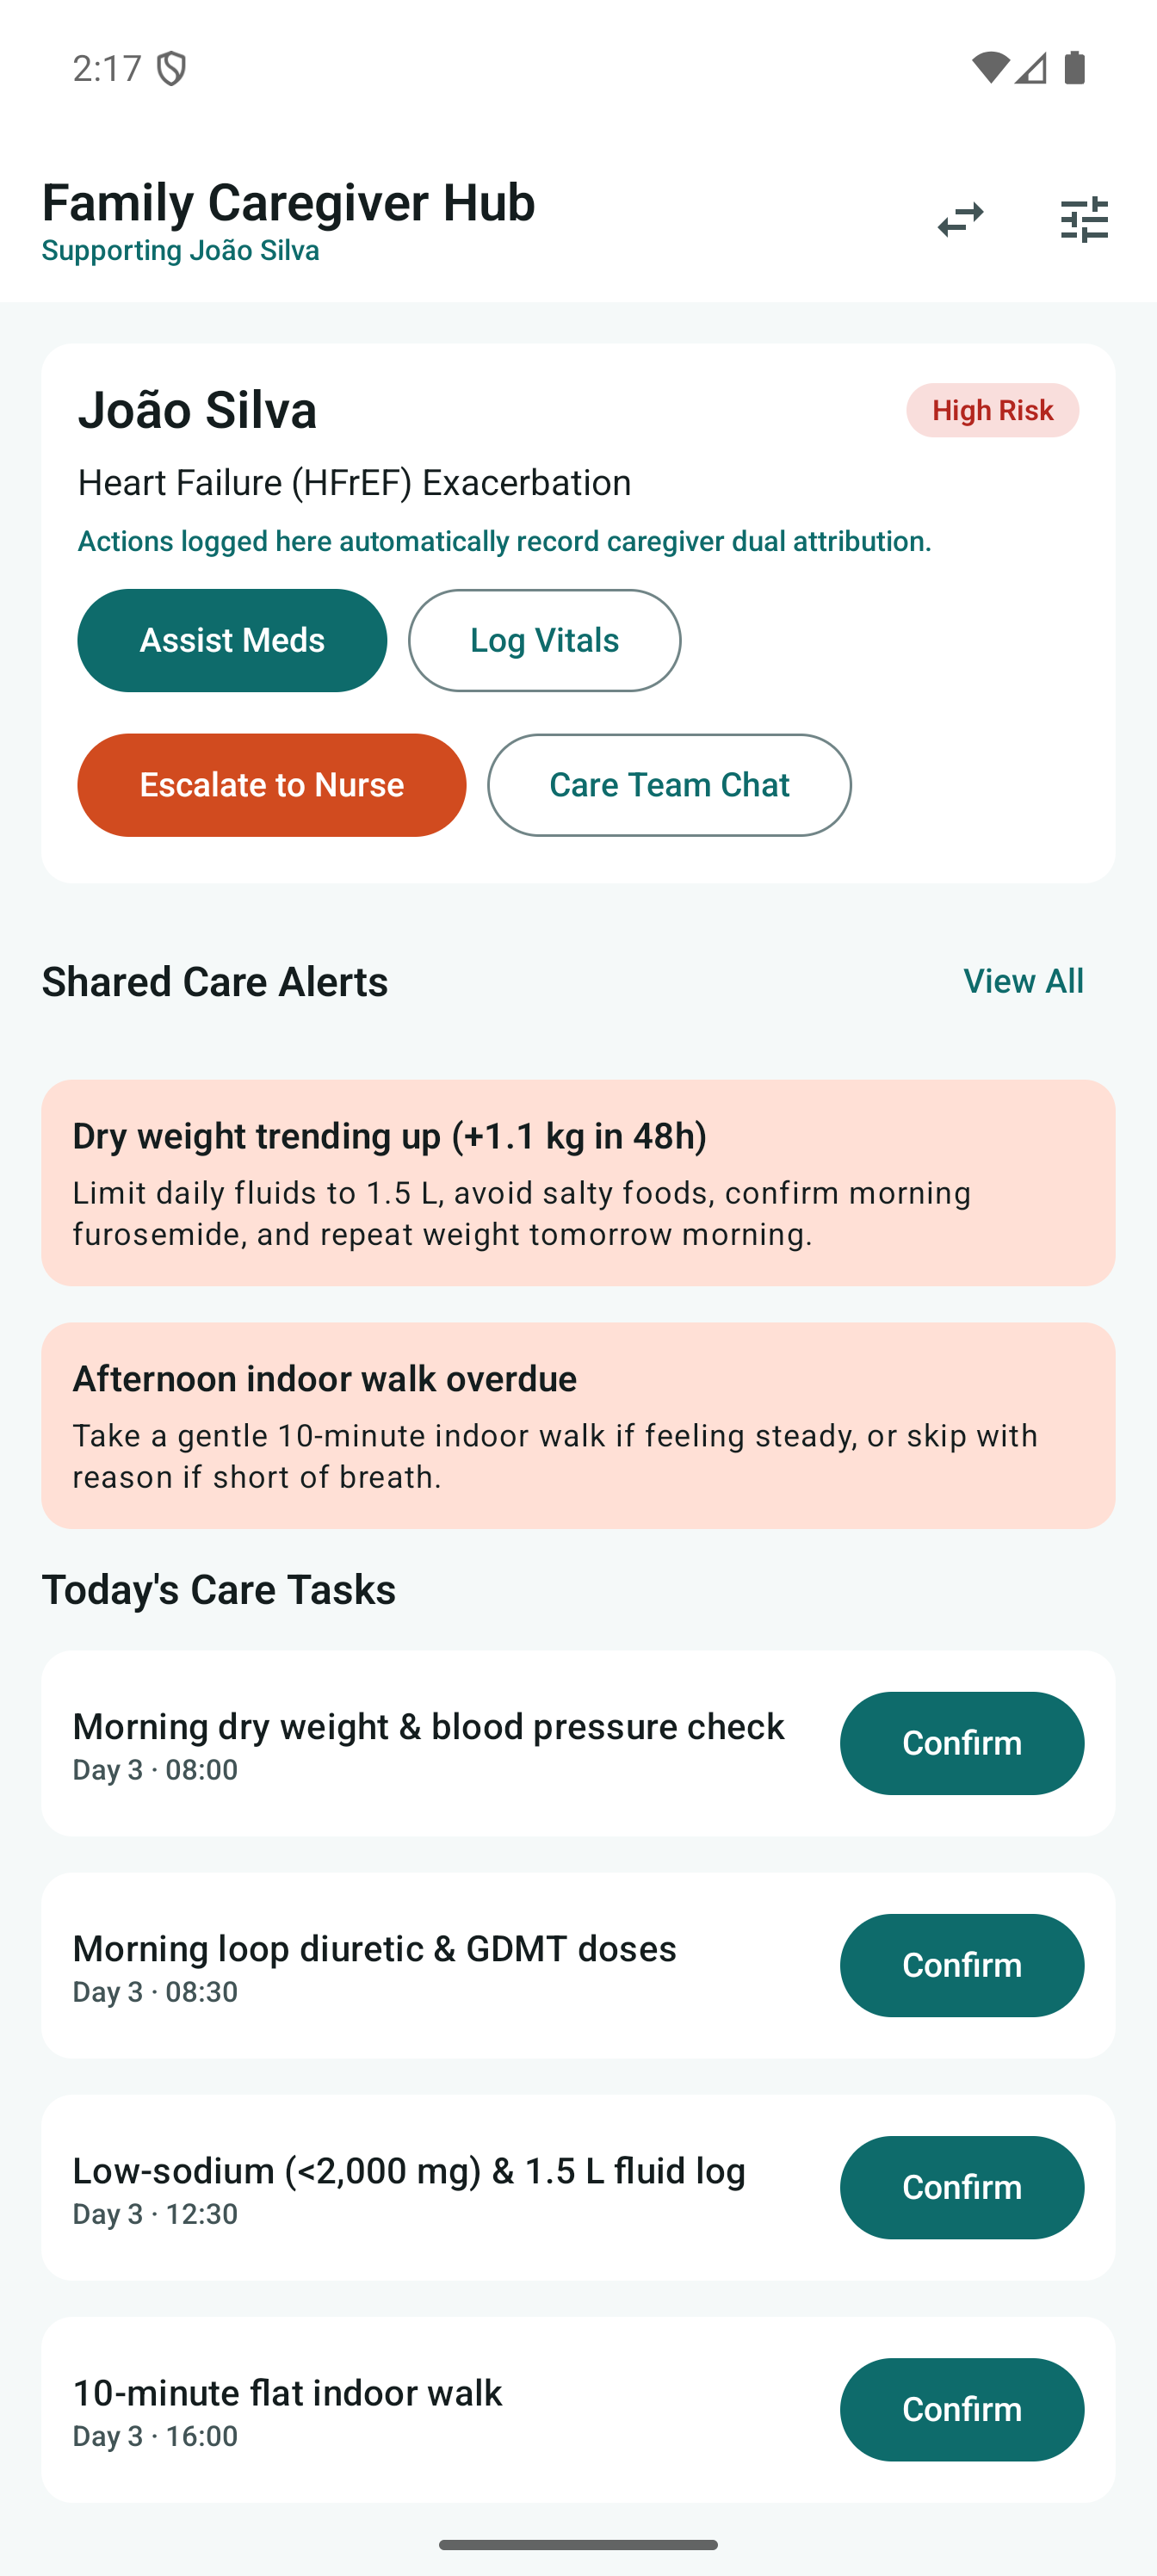 2:17
Family Caregiver Hub
Supporting João Silva
João Silva
High Risk
Heart Failure (HFrEF) Exacerbation
Actions logged here automatically record caregiver dual attribution.
Assist Meds
Log Vitals
Escalate to Nurse
Care Team Chat
Shared Care Alerts
View All
Dry weight trending up (+1.1 kg in 48h)
Limit daily fluids to 1.5 L, avoid salty foods, confirm morning
furosemide, and repeat weight tomorrow morning.
Afternoon indoor walk overdue
Take a gentle 10-minute indoor walk if feeling steady, or skip with
reason if short of breath.
Today's Care Tasks
Morning dry weight & blood pressure check
Day 3 · 08:00
Confirm
Morning loop diuretic & GDMT doses
Day 3 · 08:30
Confirm
Low-sodium (<2,000 mg) & 1.5 L fluid log
Day 3 · 12:30
Confirm
10-minute flat indoor walk
Day 3 · 16:00
Confirm